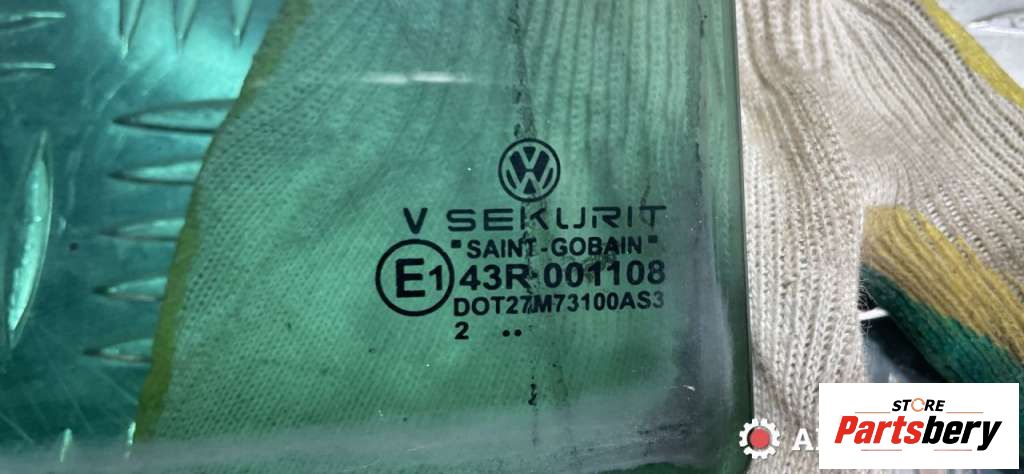 V SEKURIT
"SAINT-GOBAIN"
E1 43R-001108
DOT27M73100AS3
2 ..
STORE
Partsbery